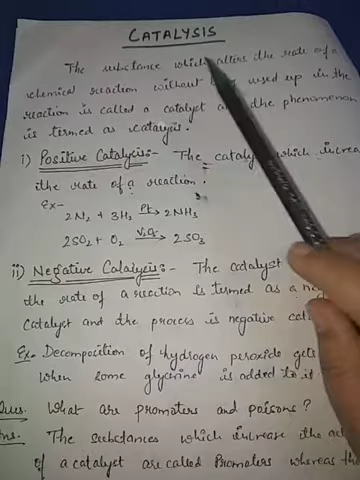 CATALYSIS
The substance which alters the rate of a
chemical reaction without used up in the
reaction is called a catalyst the phenomenon
is termed as catalysis.
i) Positive Catalysis:- The which
the rate of a reaction.
Ex-
2N2 + 3H2 Pt→ 2NH3
2SO2 + O2 V2O5→ 2SO3
ii) Negative Catalysis:- The catalyst
the rate of a reaction is termed as a
catalyst and the process is negative
Ex- Decomposition of hydrogen peroxide gets
when some glycerine is added to it
Ques. What are promoters and poisons?
Ans. The substances which increase the
of a catalyst are called Promoters whereas